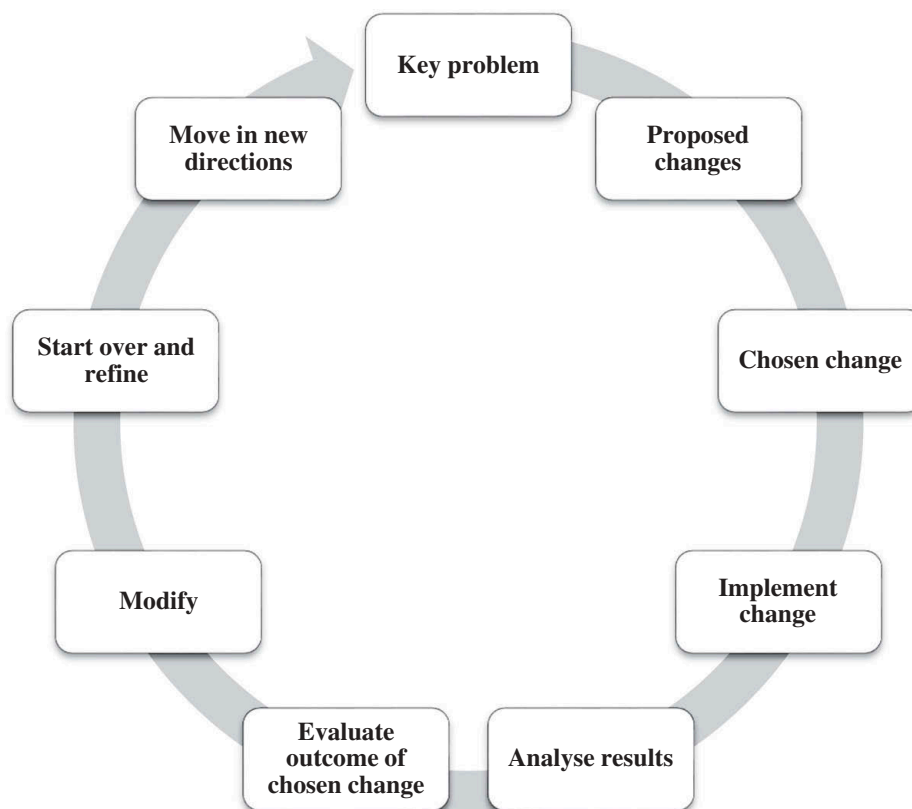 Key problem
Proposed
changes
Chosen change
Implement
change
Analyse results
Evaluate
outcome of
chosen change
Modify
Start over and
refine
Move in new
directions